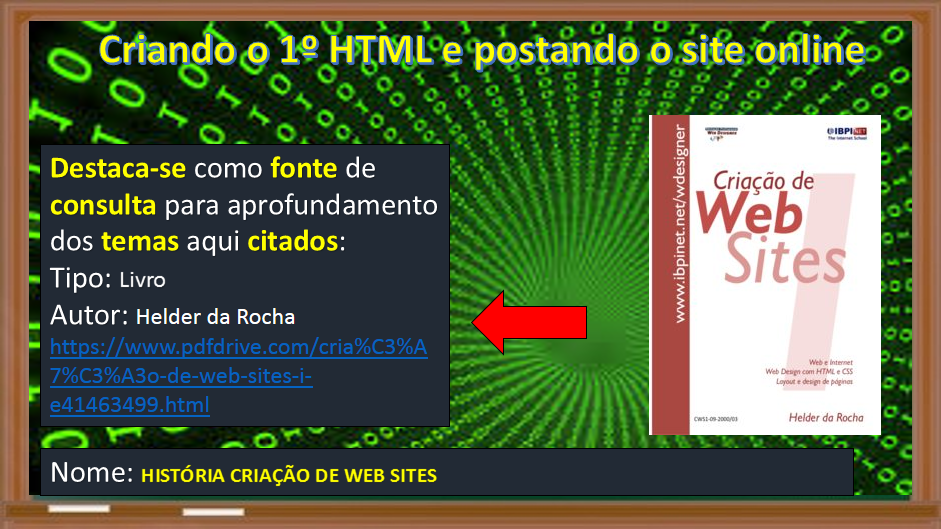 Criando o 1º HTML e postando o site online
Destaca-se como fonte de
consulta para aprofundamento
dos temas aqui citados:
Tipo: Livro
Autor: Helder da Rocha
https://www.pdfdrive.com/cria%C3%A
7%C3%A3o-de-web-sites-i-
e41463499.html
www.ibpinet.net/wdesigner
IBPINET
The Internet School
Criação de
Web
Sites
Web e Internet
Web Design com HTML e CSS
Layout e design de páginas
CWS1-09-2000/03
Helder da Rocha
Nome: HISTÓRIA CRIAÇÃO DE WEB SITES